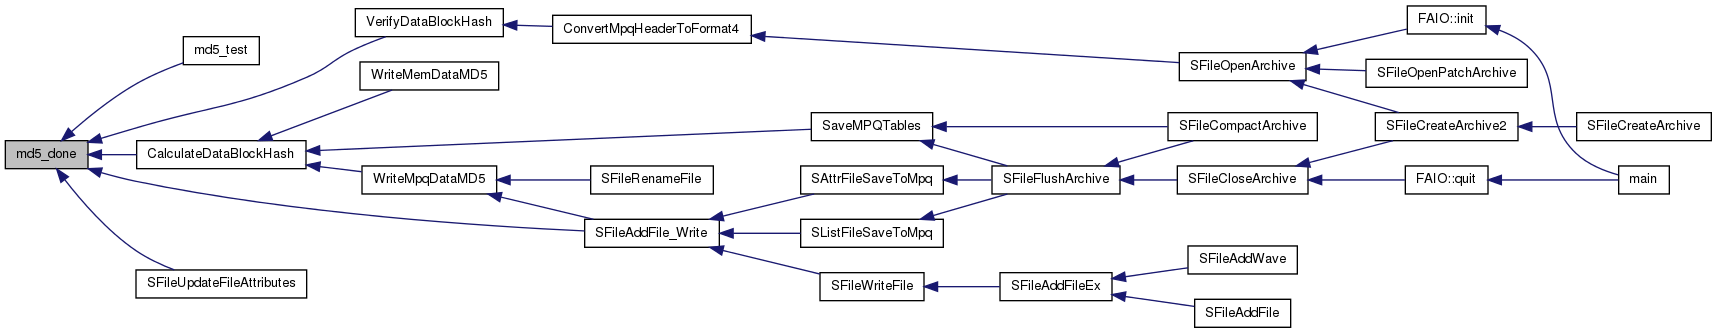 VerifyDataBlockHash
FAIO::init
md5_test
ConvertMpqHeaderToFormat4
SFileOpenArchive
WriteMemDataMD5
SFileOpenPatchArchive
SaveMPQTables
SFileCompactArchive
SFileCreateArchive2
SFileCreateArchive
md5_done
CalculateDataBlockHash
WriteMpqDataMD5
SFileRenameFile
SAttrFileSaveToMpq
SFileFlushArchive
SFileCloseArchive
FAIO::quit
main
SFileAddFile_Write
SListFileSaveToMpq
SFileAddWave
SFileUpdateFileAttributes
SFileWriteFile
SFileAddFileEx
SFileAddFile